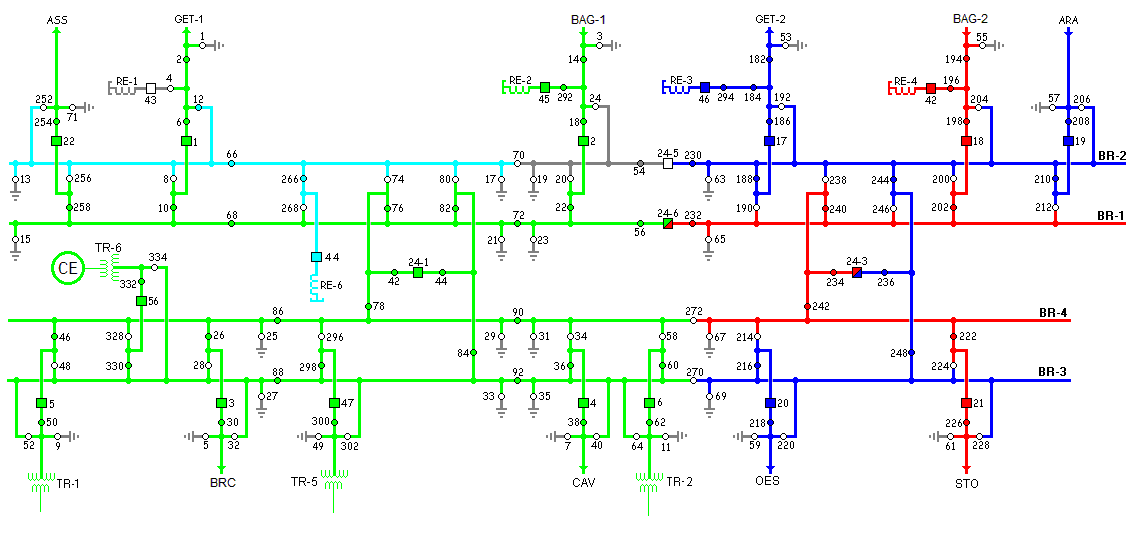 ASS GET-1 BAG-1 GET-2 BAG-2 ARA
1 3 53 55
2 14 182 194
RE-1 4 RE-2 RE-3 RE-4 196
43 45 292 46 294 184 42
252 12 24 192 204 57 206
254 71 6 18 186 198 208
22 1 2 17 18 19
66 70 24-5 230 BR-2
13 256 8 266 74 80 17 19 20 54 63 188 238 244 200 210
258 10 268 76 82 22 190 240 246 202 212
68 72 24-6 232 BR-1
15 21 23 56 65
TR-6 334 44 24-1 24-3
CE 332 RE-6 42 44 234 236
56
86 78 90 272 242 BR-4
46 328 26 25 296 29 31 34 58 67 214 222
48 330 28 298 84 36 60 216 248 224
88 92 270 BR-3
27 33 35 69
5 3 47 4 6 20 21
50 30 300 38 62 218 226
52 9 5 32 49 302 7 40 64 11 59 220 61 228
TR-1 BRC TR-5 CAV TR-2 OES STO